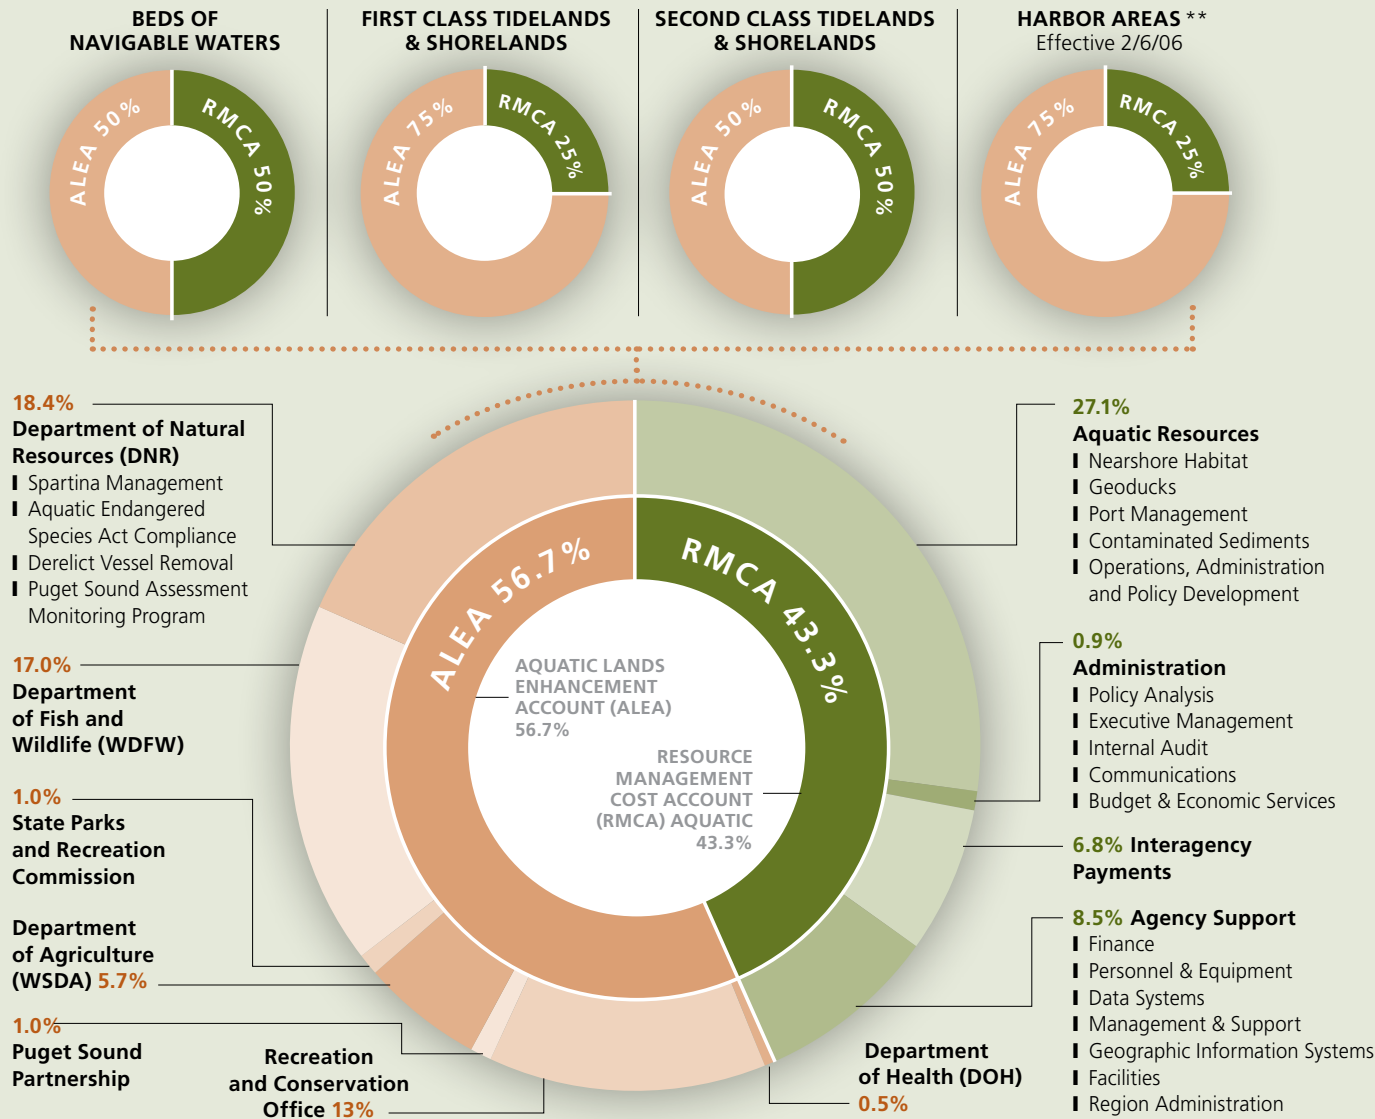 BEDS OF
NAVIGABLE WATERS
ALEA 50%
RMCA 50%
FIRST CLASS TIDELANDS
& SHORELANDS
ALEA 75%
RMCA 25%
SECOND CLASS TIDELANDS
& SHORELANDS
ALEA 50%
RMCA 50%
HARBOR AREAS **
Effective 2/6/06
ALEA 75%
RMCA 25%
18.4%
Department of Natural
Resources (DNR)
Spartina Management
Aquatic Endangered
Species Act Compliance
Derelict Vessel Removal
Puget Sound Assessment
Monitoring Program
17.0%
Department
of Fish and
Wildlife (WDFW)
1.0%
State Parks
and Recreation
Commission
Department
of Agriculture
(WSDA) 5.7%
1.0%
Puget Sound
Partnership
Recreation
and Conservation
Office 13%
ALEA 56.7%
RMCA 43.3%
AQUATIC LANDS
ENHANCEMENT
ACCOUNT (ALEA)
56.7%
RESOURCE
MANAGEMENT
COST ACCOUNT
(RMCA) AQUATIC
43.3%
Department
of Health (DOH)
0.5%
27.1%
Aquatic Resources
Nearshore Habitat
Geoducks
Port Management
Contaminated Sediments
Operations, Administration
and Policy Development
0.9%
Administration
Policy Analysis
Executive Management
Internal Audit
Communications
Budget & Economic Services
6.8% Interagency
Payments
8.5% Agency Support
Finance
Personnel & Equipment
Data Systems
Management & Support
Geographic Information Systems
Facilities
Region Administration